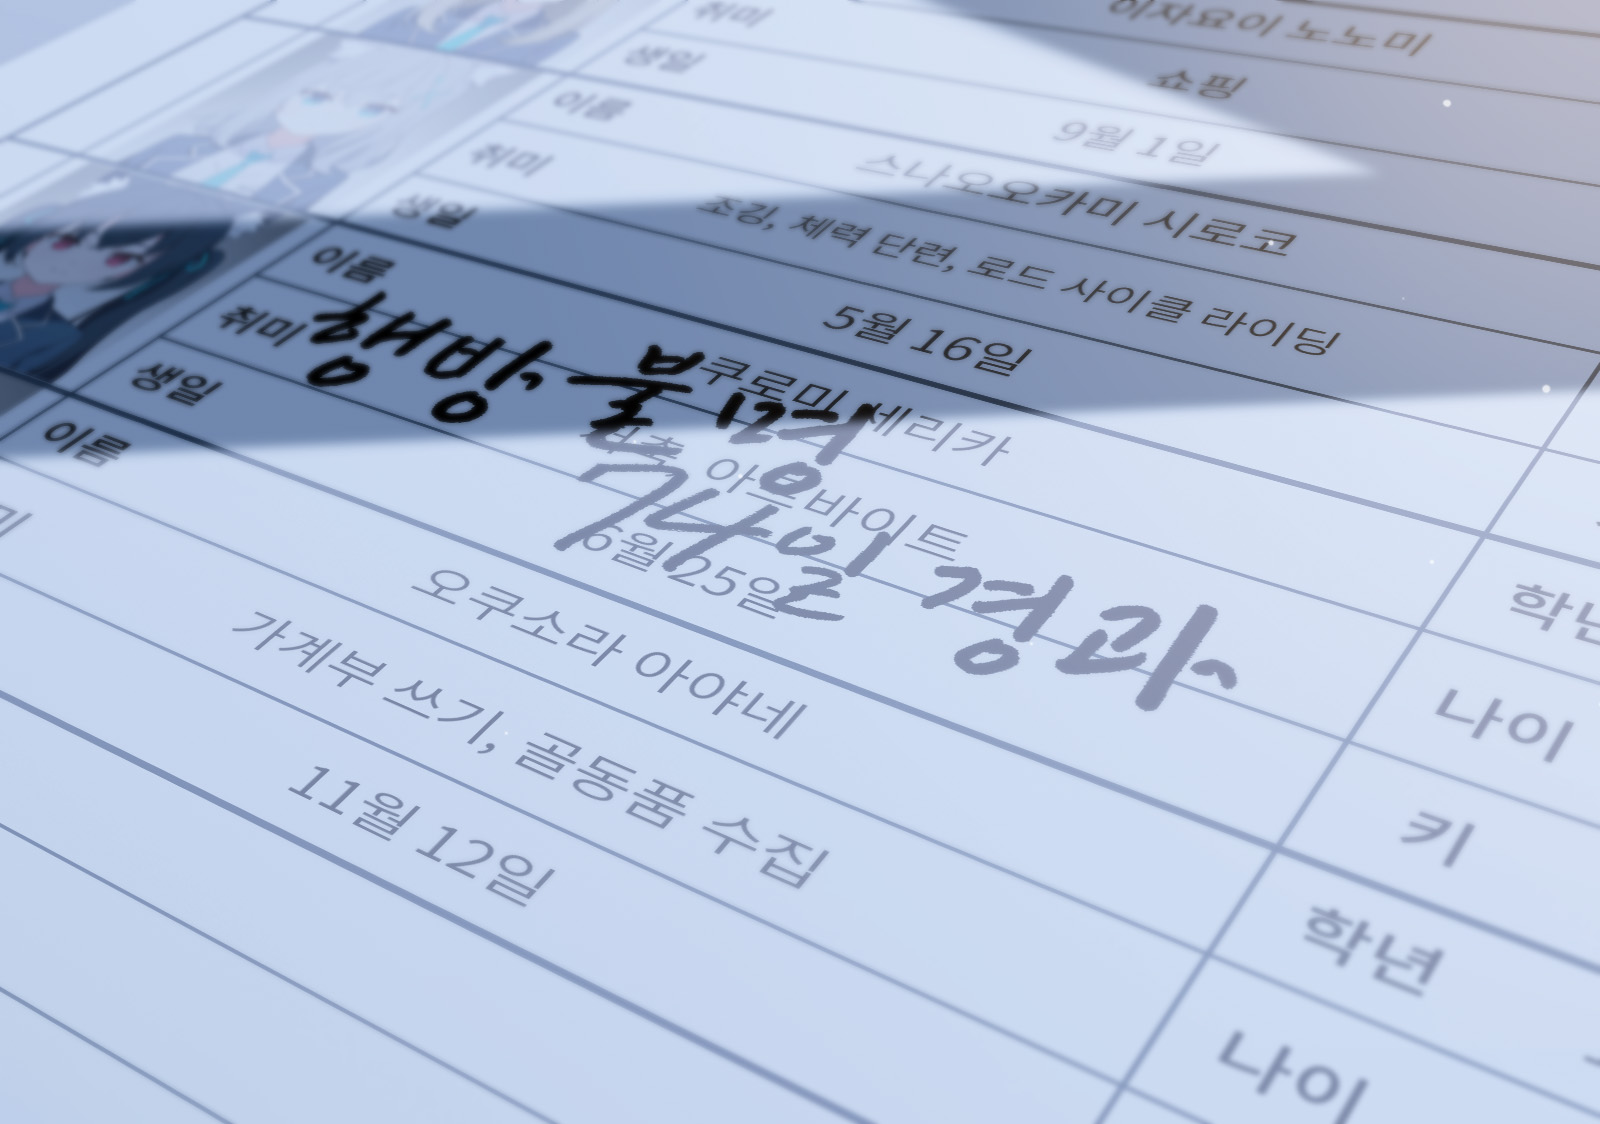 이자요이 노노미
취미 쇼핑
생일 9월 1일
이름 스나오오카미 시로코
취미 조깅, 체력 단련, 로드 사이클 라이딩
생일 5월 16일
이름 쿠로미 세리카
취미 저축, 아르바이트
생일 6월 25일
행방 불명
7나일 경과
이름 오쿠소라 아야네
미 가계부 쓰기, 골동품 수집
11월 12일
학년
나이
키
학년
나이